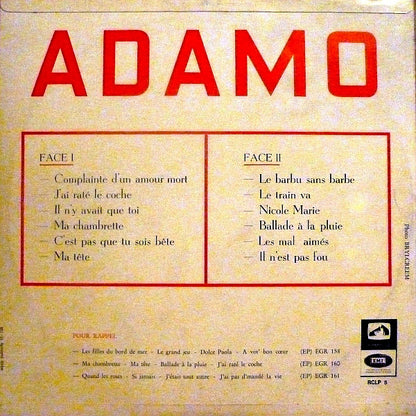 ADAMO
FACE I
— Complainte d'un amour mort
— J'ai raté le coche
— Il n'y avait que toi
— Ma chambrette
— C'est pas que tu sois bête
— Ma tête
FACE II
— Le barbu sans barbe
— Le train va
— Nicole Marie
— Ballade à la pluie
— Les mal aimés
— Il n'est pas fou
Photo BRYLCREEM
POUR RAPPEL
— Les filles du bord de mer - Le grand jeu - Dolce Paola - A vot' bon cœur (EP) EGR 158
— Ma chambrette - Ma tête - Ballade à la pluie - J'ai raté le coche (EP) EGR 160
— Quand les roses - Si jamais - J'étais tout autre - J'ai pas d'mandé la vie (EP) EGR 161
EMI
RCLP 8